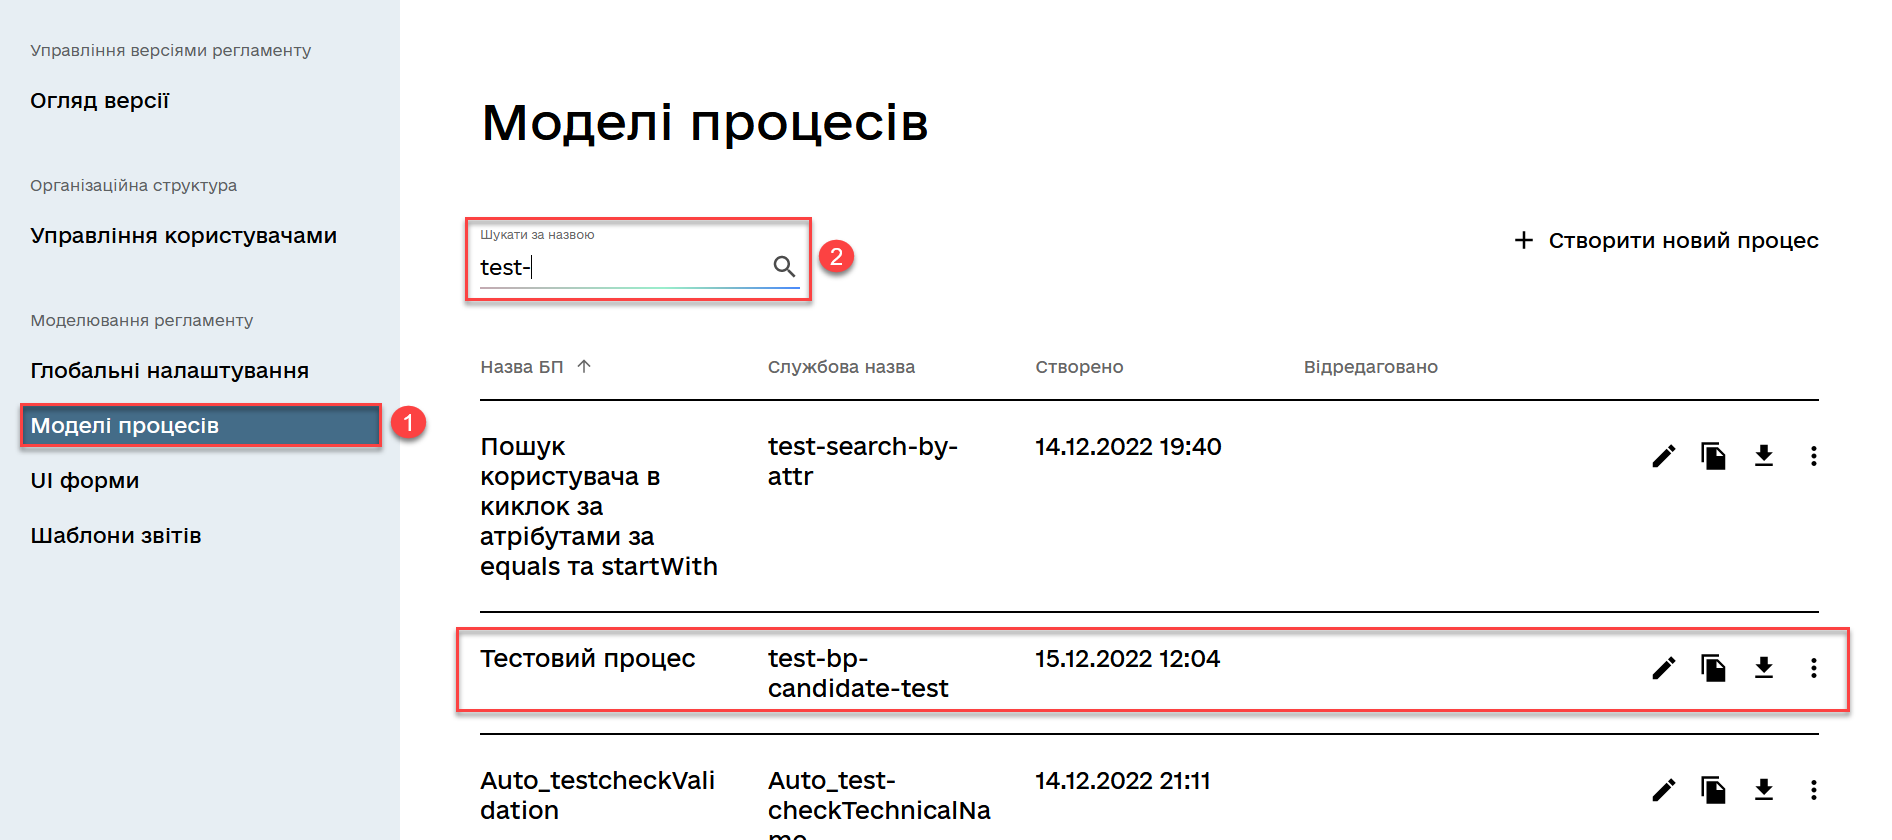 Управління версіями регламенту
Огляд версії
Організаційна структура
Управління користувачами
Моделювання регламенту
Глобальні налаштування
Моделі процесів
1
UI форми
Шаблони звітів
Моделі процесів
Шукати за назвою
test-
2
Створити новий процес
Назва БП
Службова назва
Створено
Відредаговано
Пошук
користувача в
киклок за
атрібутами за
equals та startWith
test-search-by-
attr
14.12.2022 19:40
Тестовий процес
test-bp-
candidate-test
15.12.2022 12:04
Auto_testcheckVali
dation
Auto_test-
checkTechnicalNa
me
14.12.2022 21:11